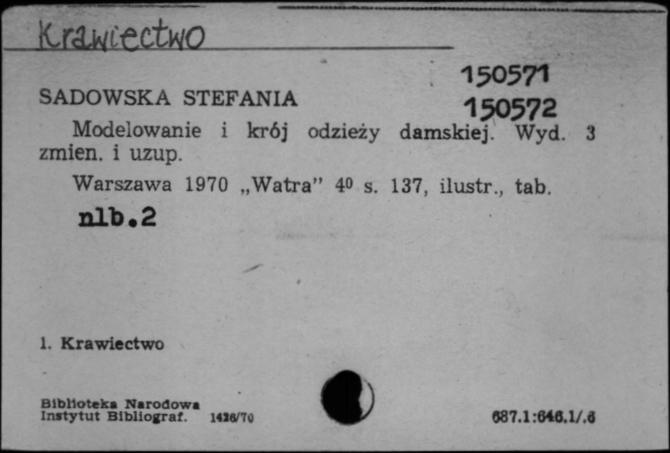 Krawiectwo
150571
SADOWSKA STEFANIA 150572
Modelowanie i krój odzieży damskiej. Wyd. 3
zmien. i uzup.
Warszawa 1970 „Watra” 4⁰ s. 137, ilustr., tab.
nlb.2
1. Krawiectwo
Biblioteka Narodowa
Instytut Bibliograf. 1426/70 687.1:646.1/.6